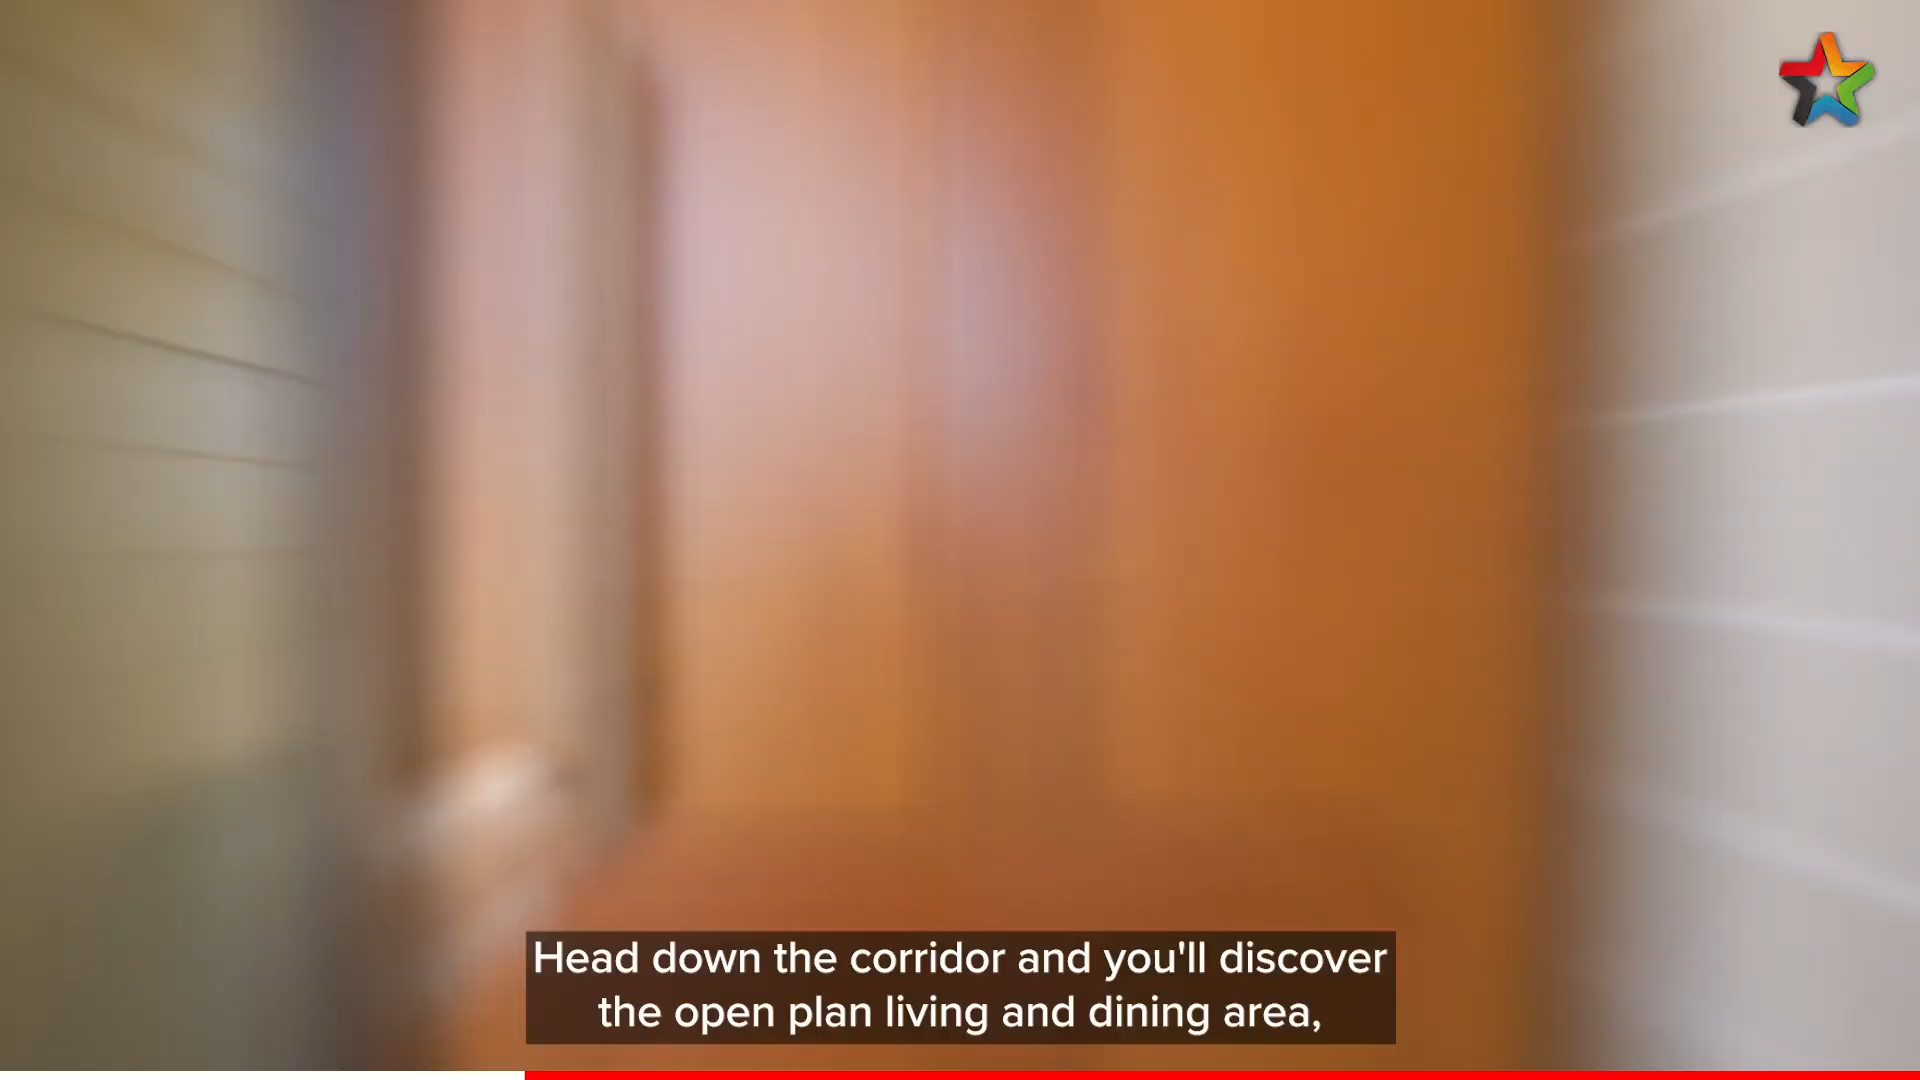 Head down the corridor and you'll discover
the open plan living and dining area,